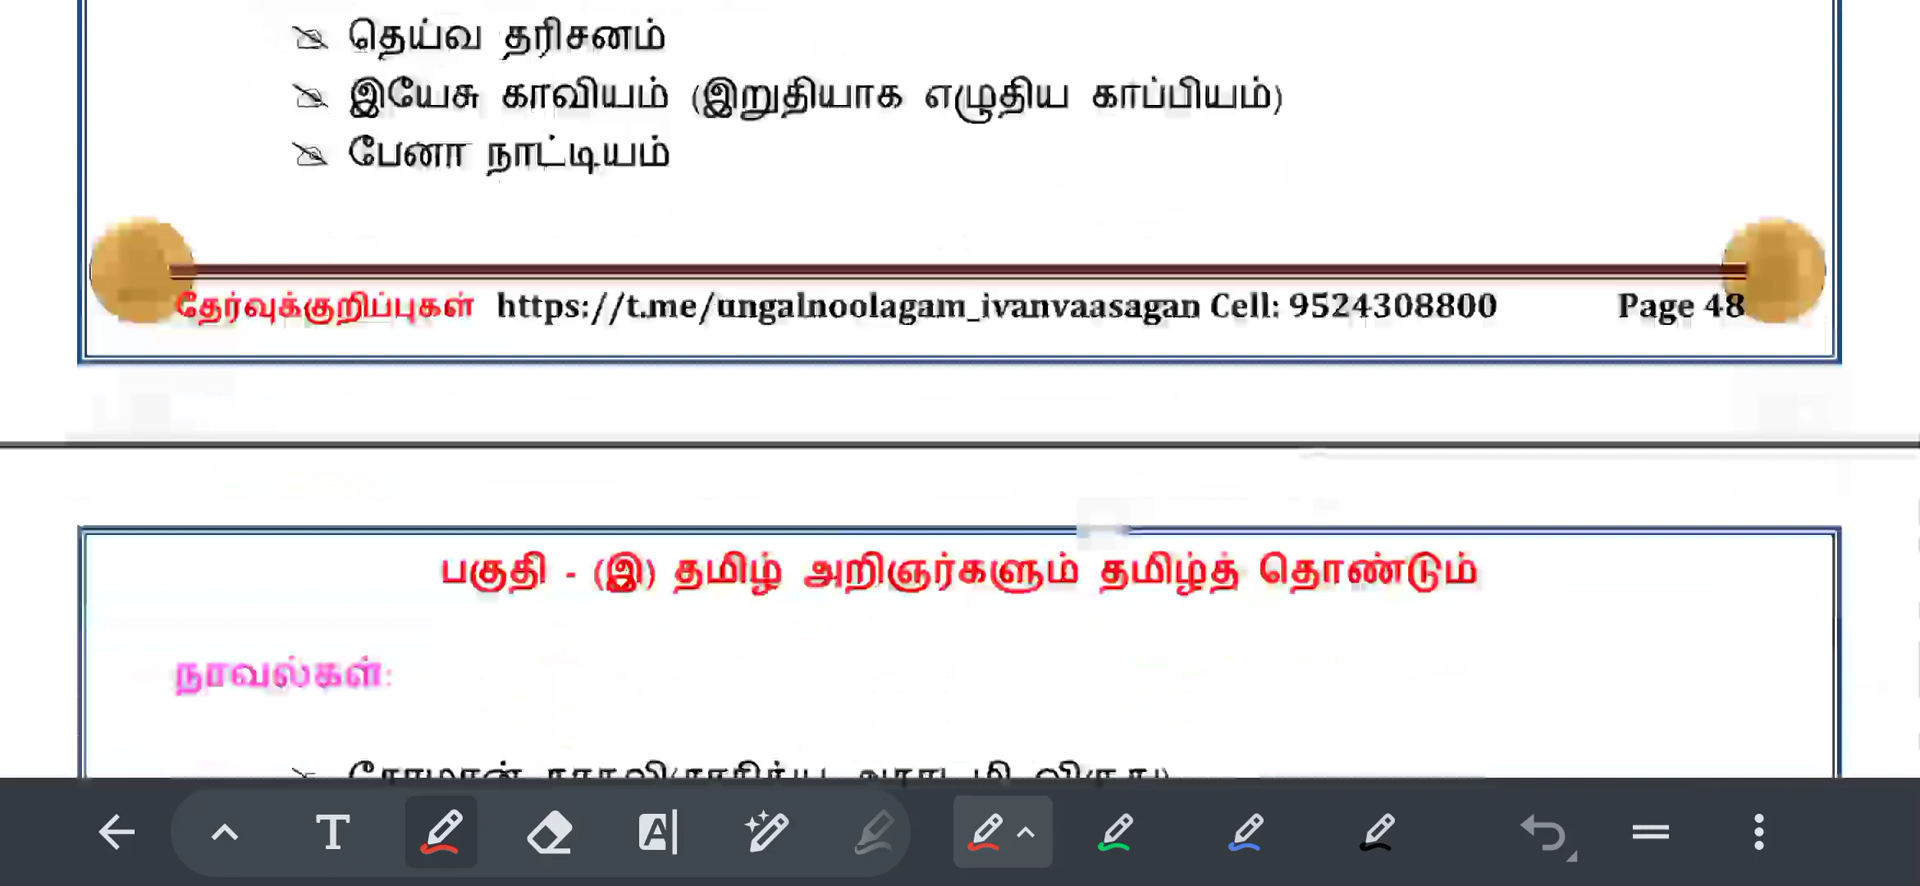 தெய்வ தரிசனம்
இயேசு காவியம் (இறுதியாக எழுதிய காப்பியம்)
பேனா நாட்டியம்
தேர்வுக்குறிப்புகள் https://t.me/ungalnoolagam_ivanvaasagan Cell: 9524308800 Page 48
பகுதி - (இ) தமிழ் அறிஞர்களும் தமிழ்த் தொண்டும்
நாவல்கள்: